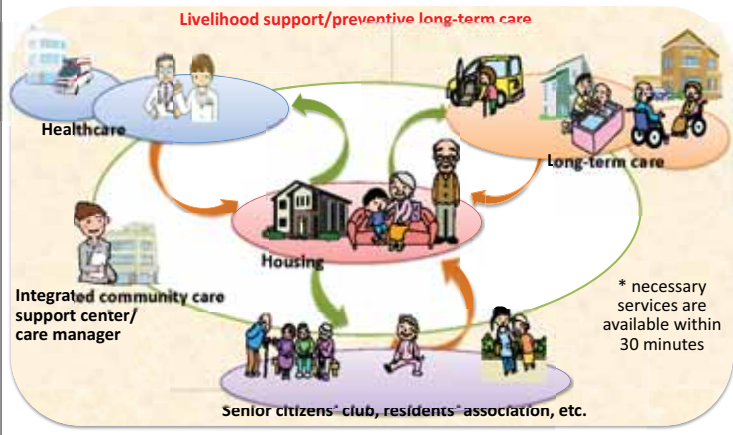 Livelihood support/preventive long-term care
Healthcare
Long-term care
Housing
Integrated community care
support center/
care manager
* necessary
services are
available within
30 minutes
Senior citizens' club, residents' association, etc.